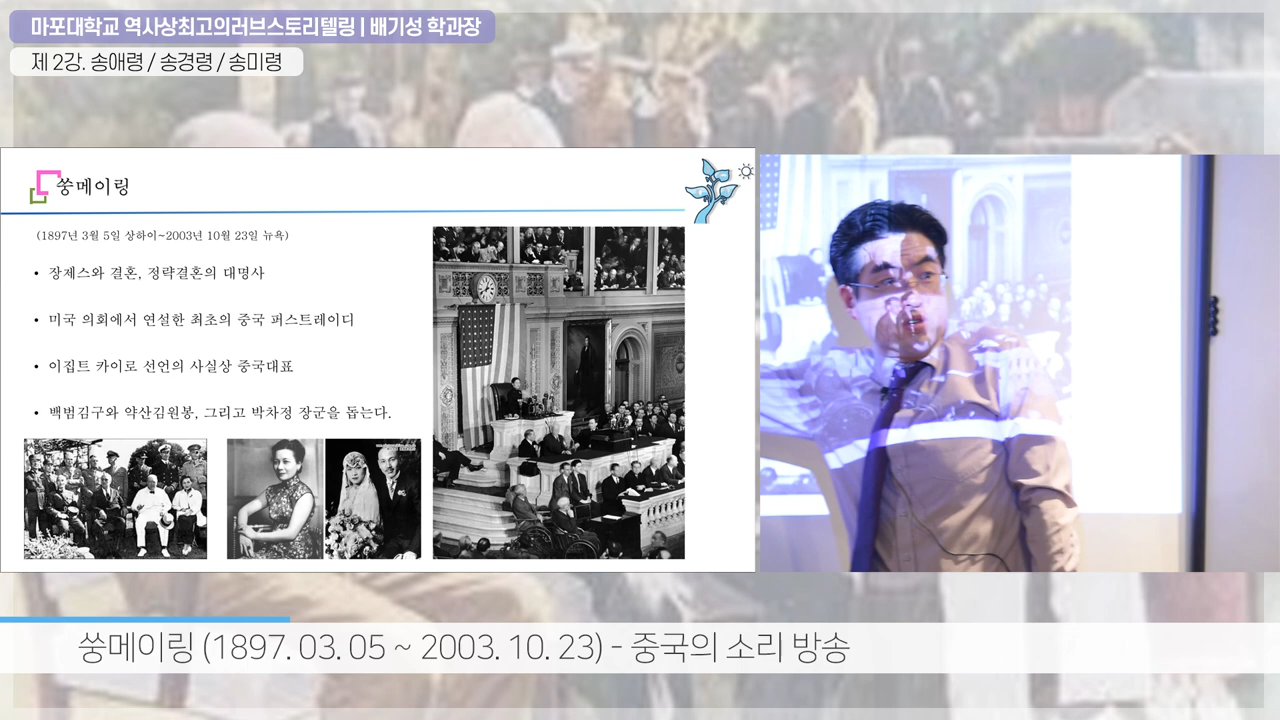 마포대학교 역사상최고의러브스토리텔링 | 배기성 학과장
제 2강. 송애령 / 송경령 / 송미령
쑹메이링
(1897년 3월 5일 상하이~2003년 10월 23일 뉴욕)
• 장제스와 결혼, 정략결혼의 대명사
• 미국 의회에서 연설한 최초의 중국 퍼스트레이디
• 이집트 카이로 선언의 사실상 중국대표
• 백범김구와 약산김원봉, 그리고 박차정 장군을 돕는다.
쑹메이링 (1897. 03. 05 ~ 2003. 10. 23) - 중국의 소리 방송